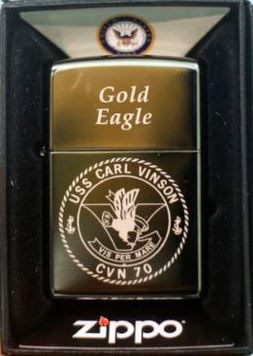 Gold
Eagle
USS CARL VINSON
VIS PER MARE
CVN 70
zippo